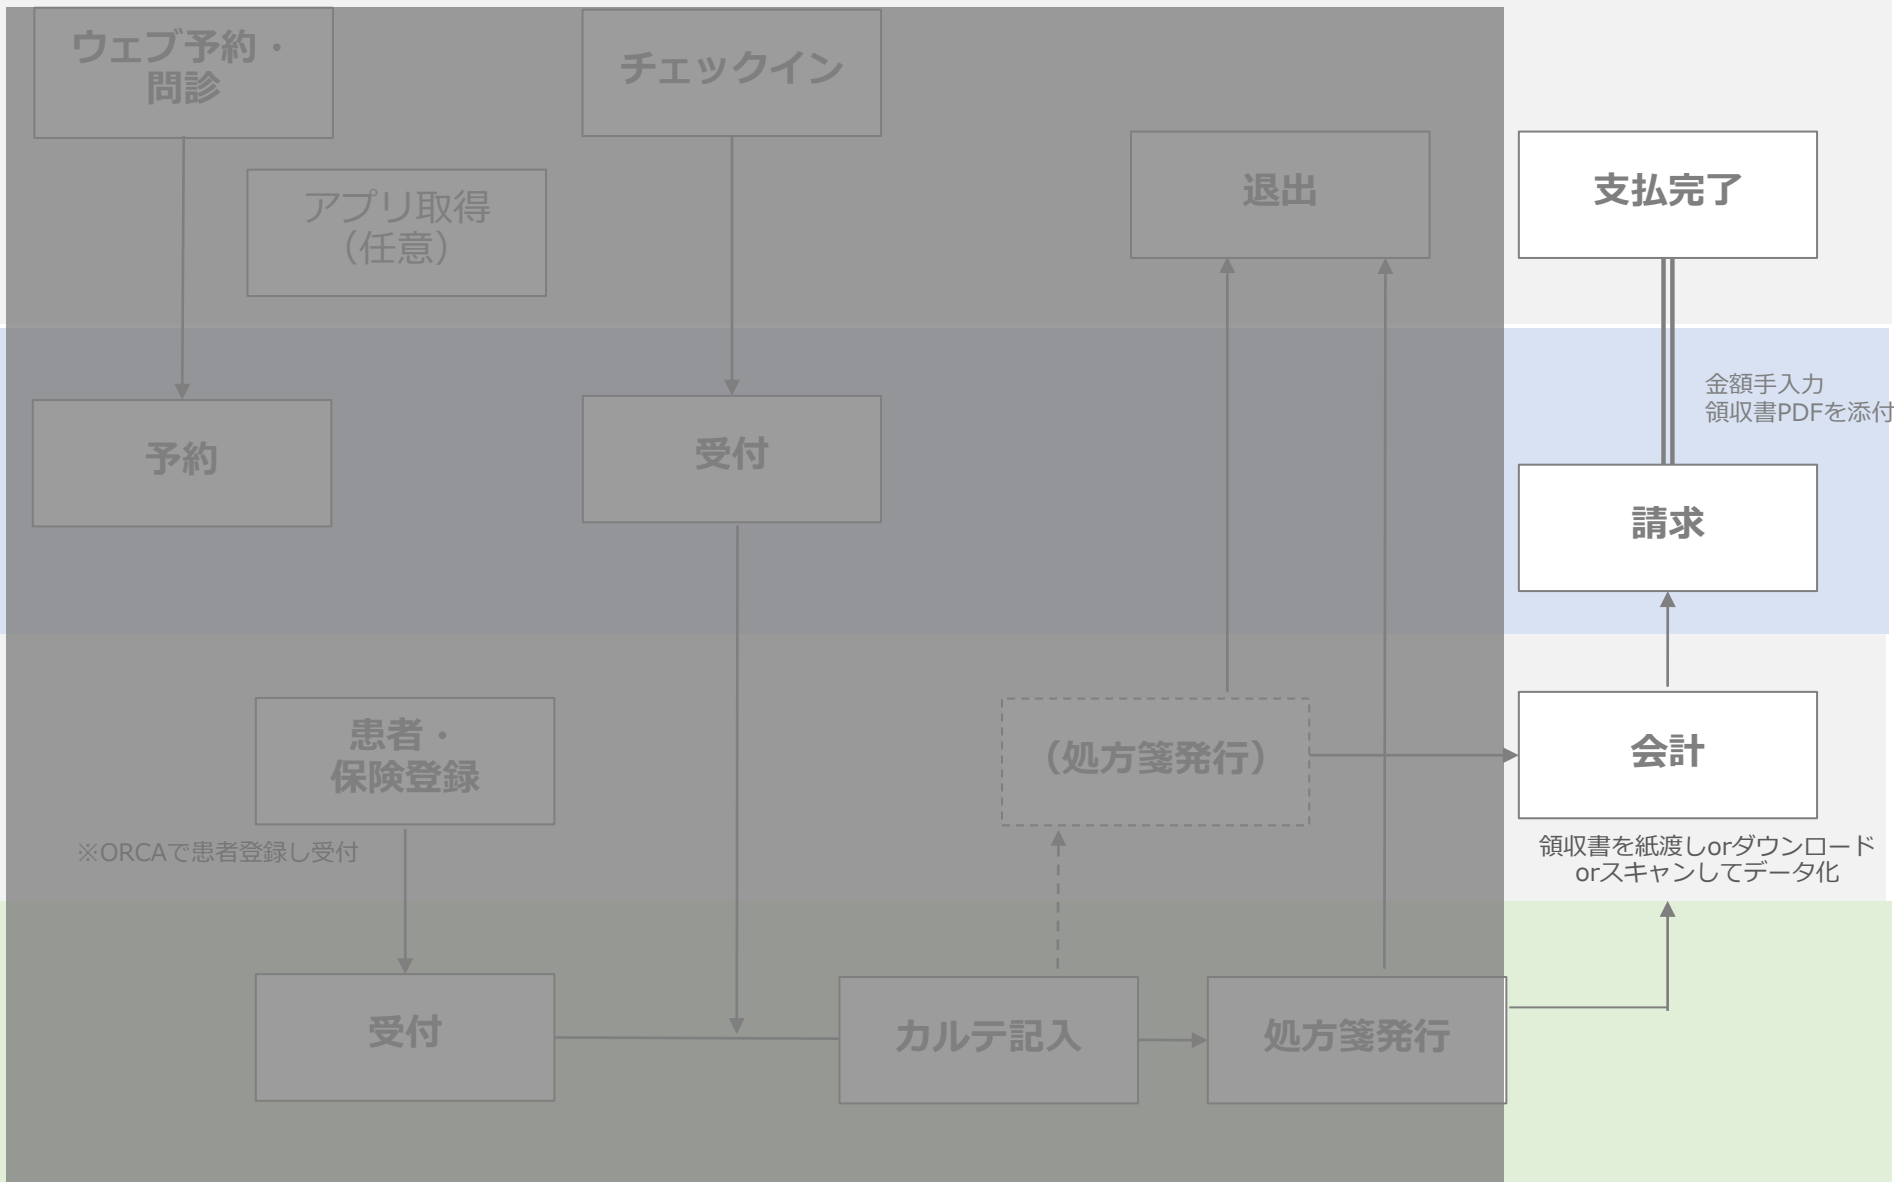 ウェブ予約・
問診
チェックイン
アプリ取得
（任意）
退出
支払完了
予約
受付
金額手入力
領収書PDFを添付
請求
患者・
保険登録
（処方箋発行）
会計
※ORCAで患者登録し受付
領収書を紙渡しorダウンロード
orスキャンしてデータ化
受付
カルテ記入
処方箋発行